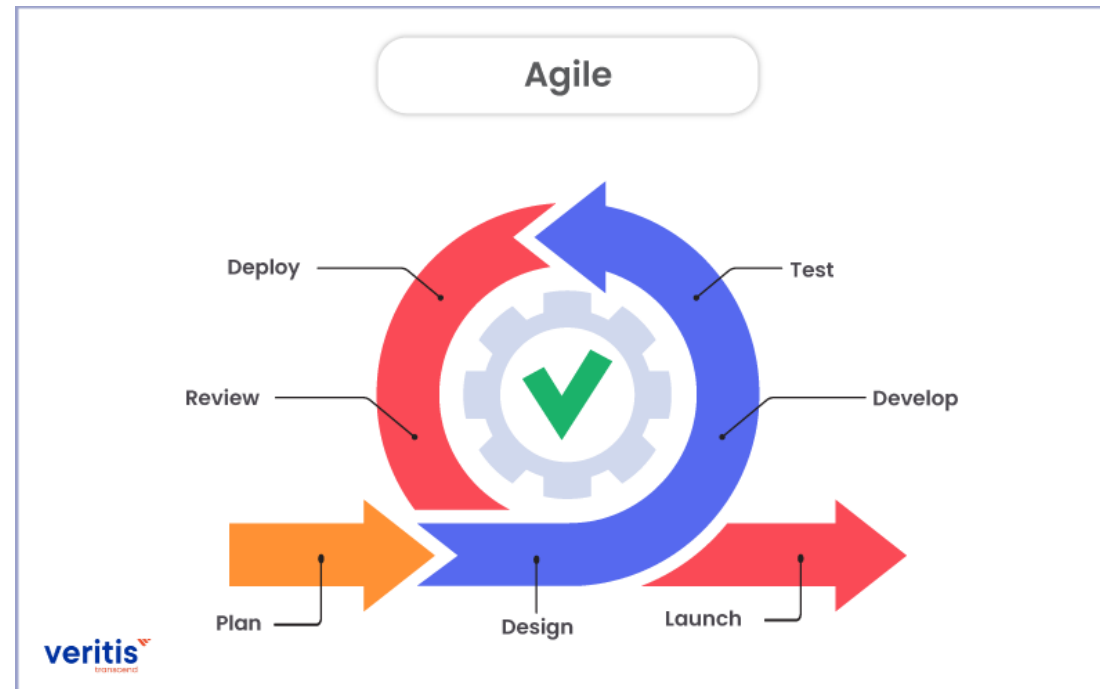 Agile
Deploy
Test
Review
Develop
Plan
Design
Launch
veritis
transcend